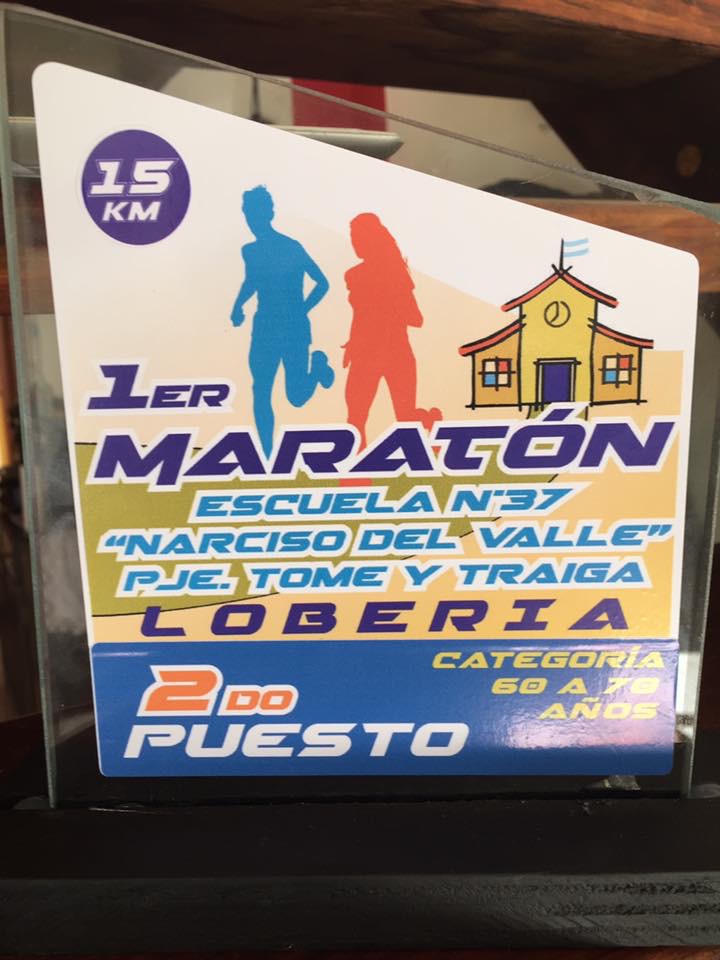 15
KM
1ER
MARATÓN
ESCUELA N°37
"NARCISO DEL VALLE"
PJE. TOME Y TRAIGA
LOBERIA
CATEGORÍA
60 A 70
AÑOS
2DO
PUESTO